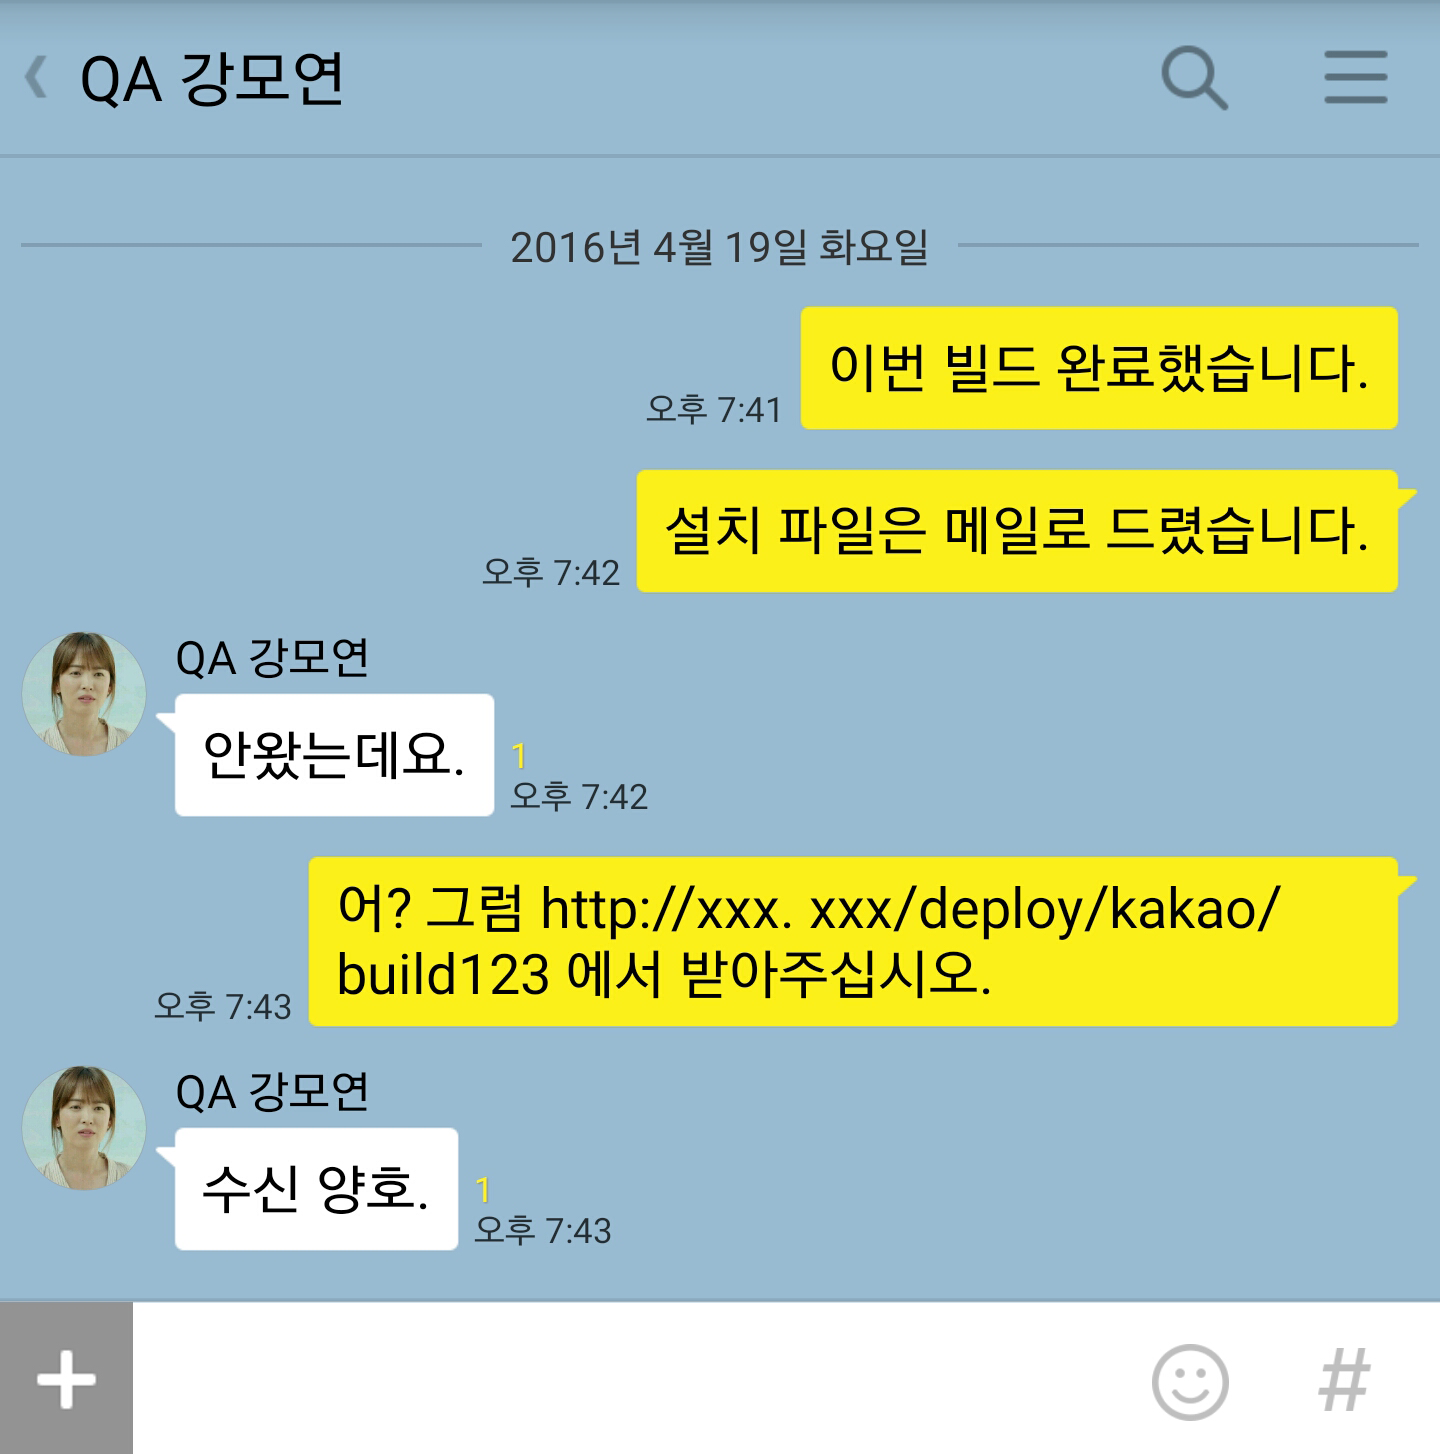 QA 강모연
2016년 4월 19일 화요일
이번 빌드 완료했습니다.
오후 7:41
설치 파일은 메일로 드렸습니다.
오후 7:42
QA 강모연
안왔는데요.
1
오후 7:42
어? 그럼 http://xxx. xxx/deploy/kakao/
build123 에서 받아주십시오.
오후 7:43
QA 강모연
수신 양호.
1
오후 7:43
#